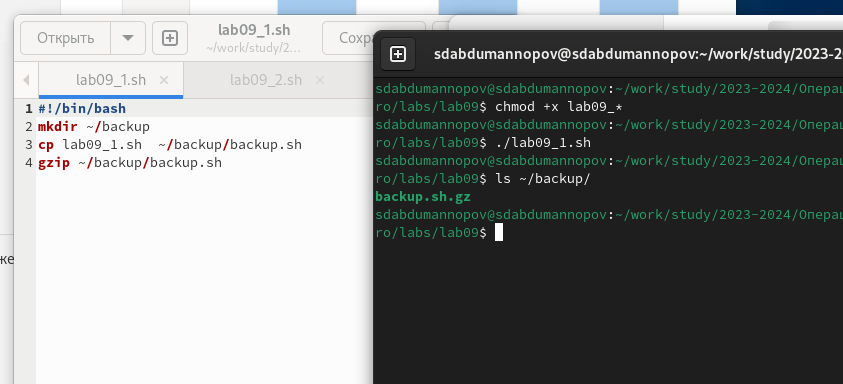 Открыть
lab09_1.sh
~/work/study/2…
Сохра
lab09_1.sh
lab09_2.sh
1 #!/bin/bash
2 mkdir ~/backup
3 cp lab09_1.sh  ~/backup/backup.sh
4 gzip ~/backup/backup.sh
же
sdabdumannopov@sdabdumannopov:~/work/study/2023-20
sdabdumannopov@sdabdumannopov:~/work/study/2023-2024/Операц
ro/labs/lab09$ chmod +x lab09_*
sdabdumannopov@sdabdumannopov:~/work/study/2023-2024/Операц
ro/labs/lab09$ ./lab09_1.sh
sdabdumannopov@sdabdumannopov:~/work/study/2023-2024/Операц
ro/labs/lab09$ ls ~/backup/
backup.sh.gz
sdabdumannopov@sdabdumannopov:~/work/study/2023-2024/Операц
ro/labs/lab09$